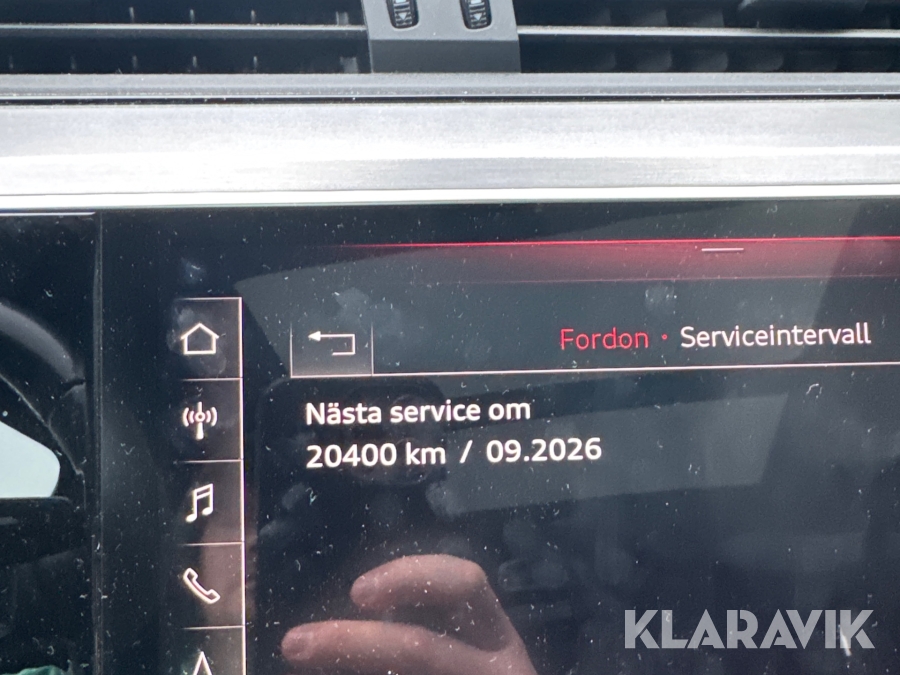 Fordon • Serviceintervall
Nästa service om
20400 km / 09.2026
KLARAVIK